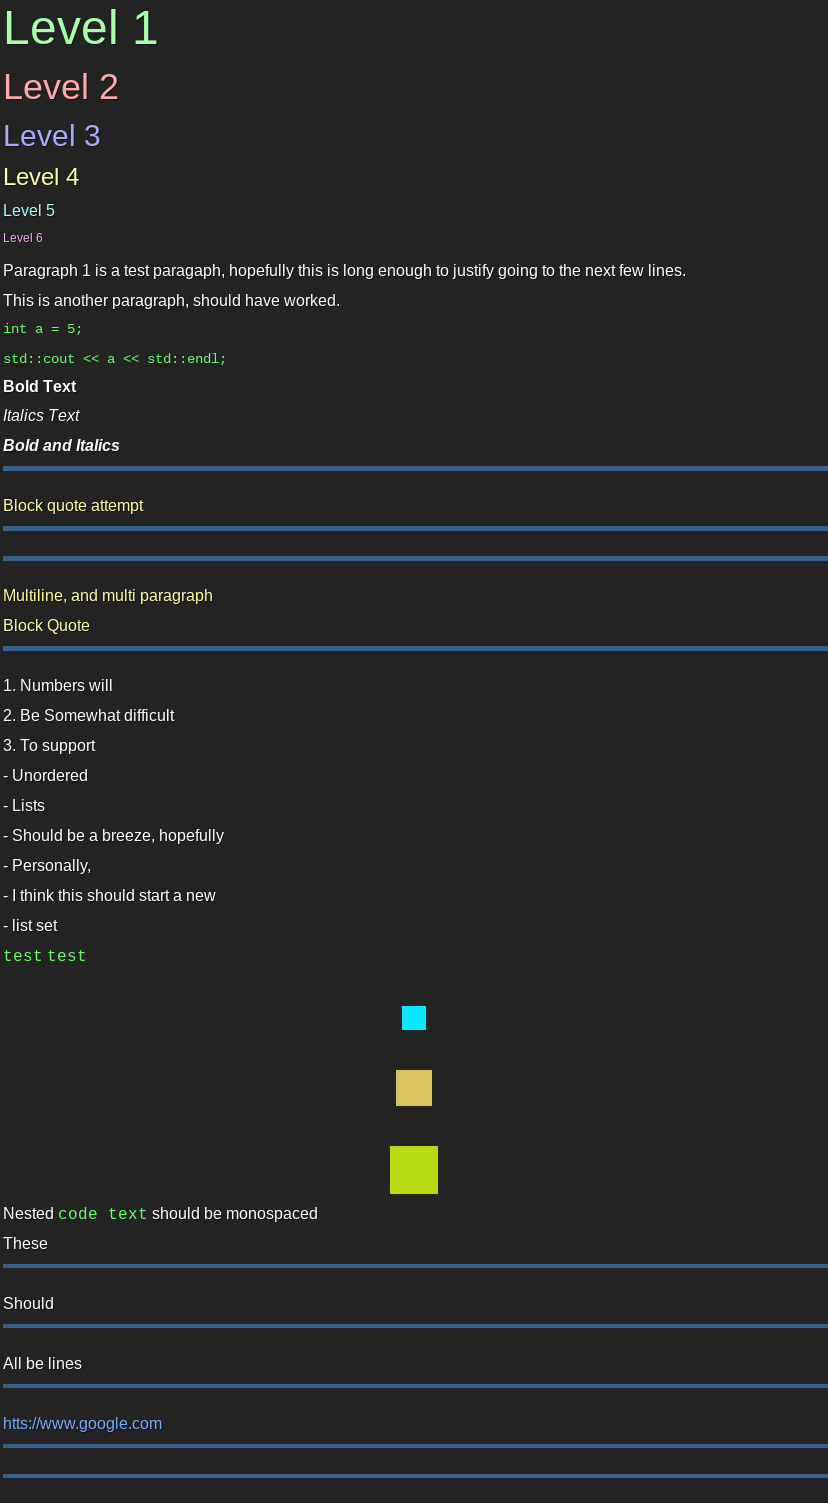 Level 1
Level 2
Level 3
Level 4
Level 5
Level 6
Paragraph 1 is a test paragaph, hopefully this is long enough to justify going to the next few lines.
This is another paragraph, should have worked.
int a = 5;
std::cout << a << std::endl;
Bold Text
Italics Text
Bold and Italics
Block quote attempt
Multiline, and multi paragraph
Block Quote
1. Numbers will
2. Be Somewhat difficult
3. To support
- Unordered
- Lists
- Should be a breeze, hopefully
- Personally,
- I think this should start a new
- list set
test test
Nested code text should be monospaced
These
Should
All be lines
htts://www.google.com